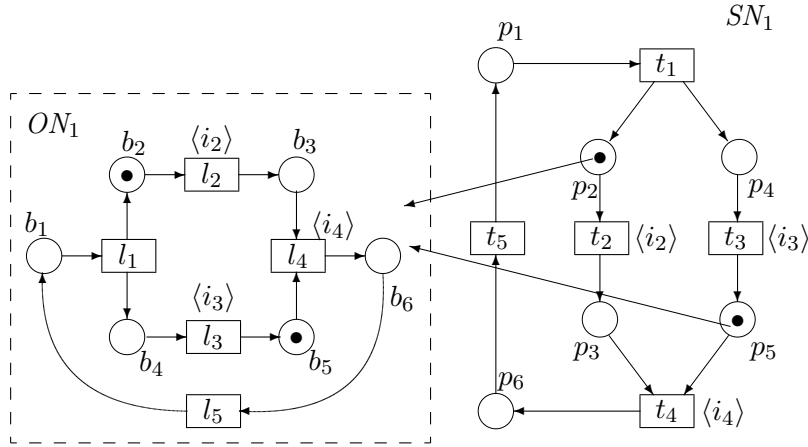 SN₁
p₁
t₁
ON₁
b₂
⟨i₂⟩
b₃
l₂
p₂
p₄
b₁
l₁
l₄
⟨i₄⟩
t₅
t₂
⟨i₂⟩
t₃
⟨i₃⟩
⟨i₃⟩
b₆
b₄
l₃
b₅
p₃
p₅
p₆
l₅
t₄
⟨i₄⟩